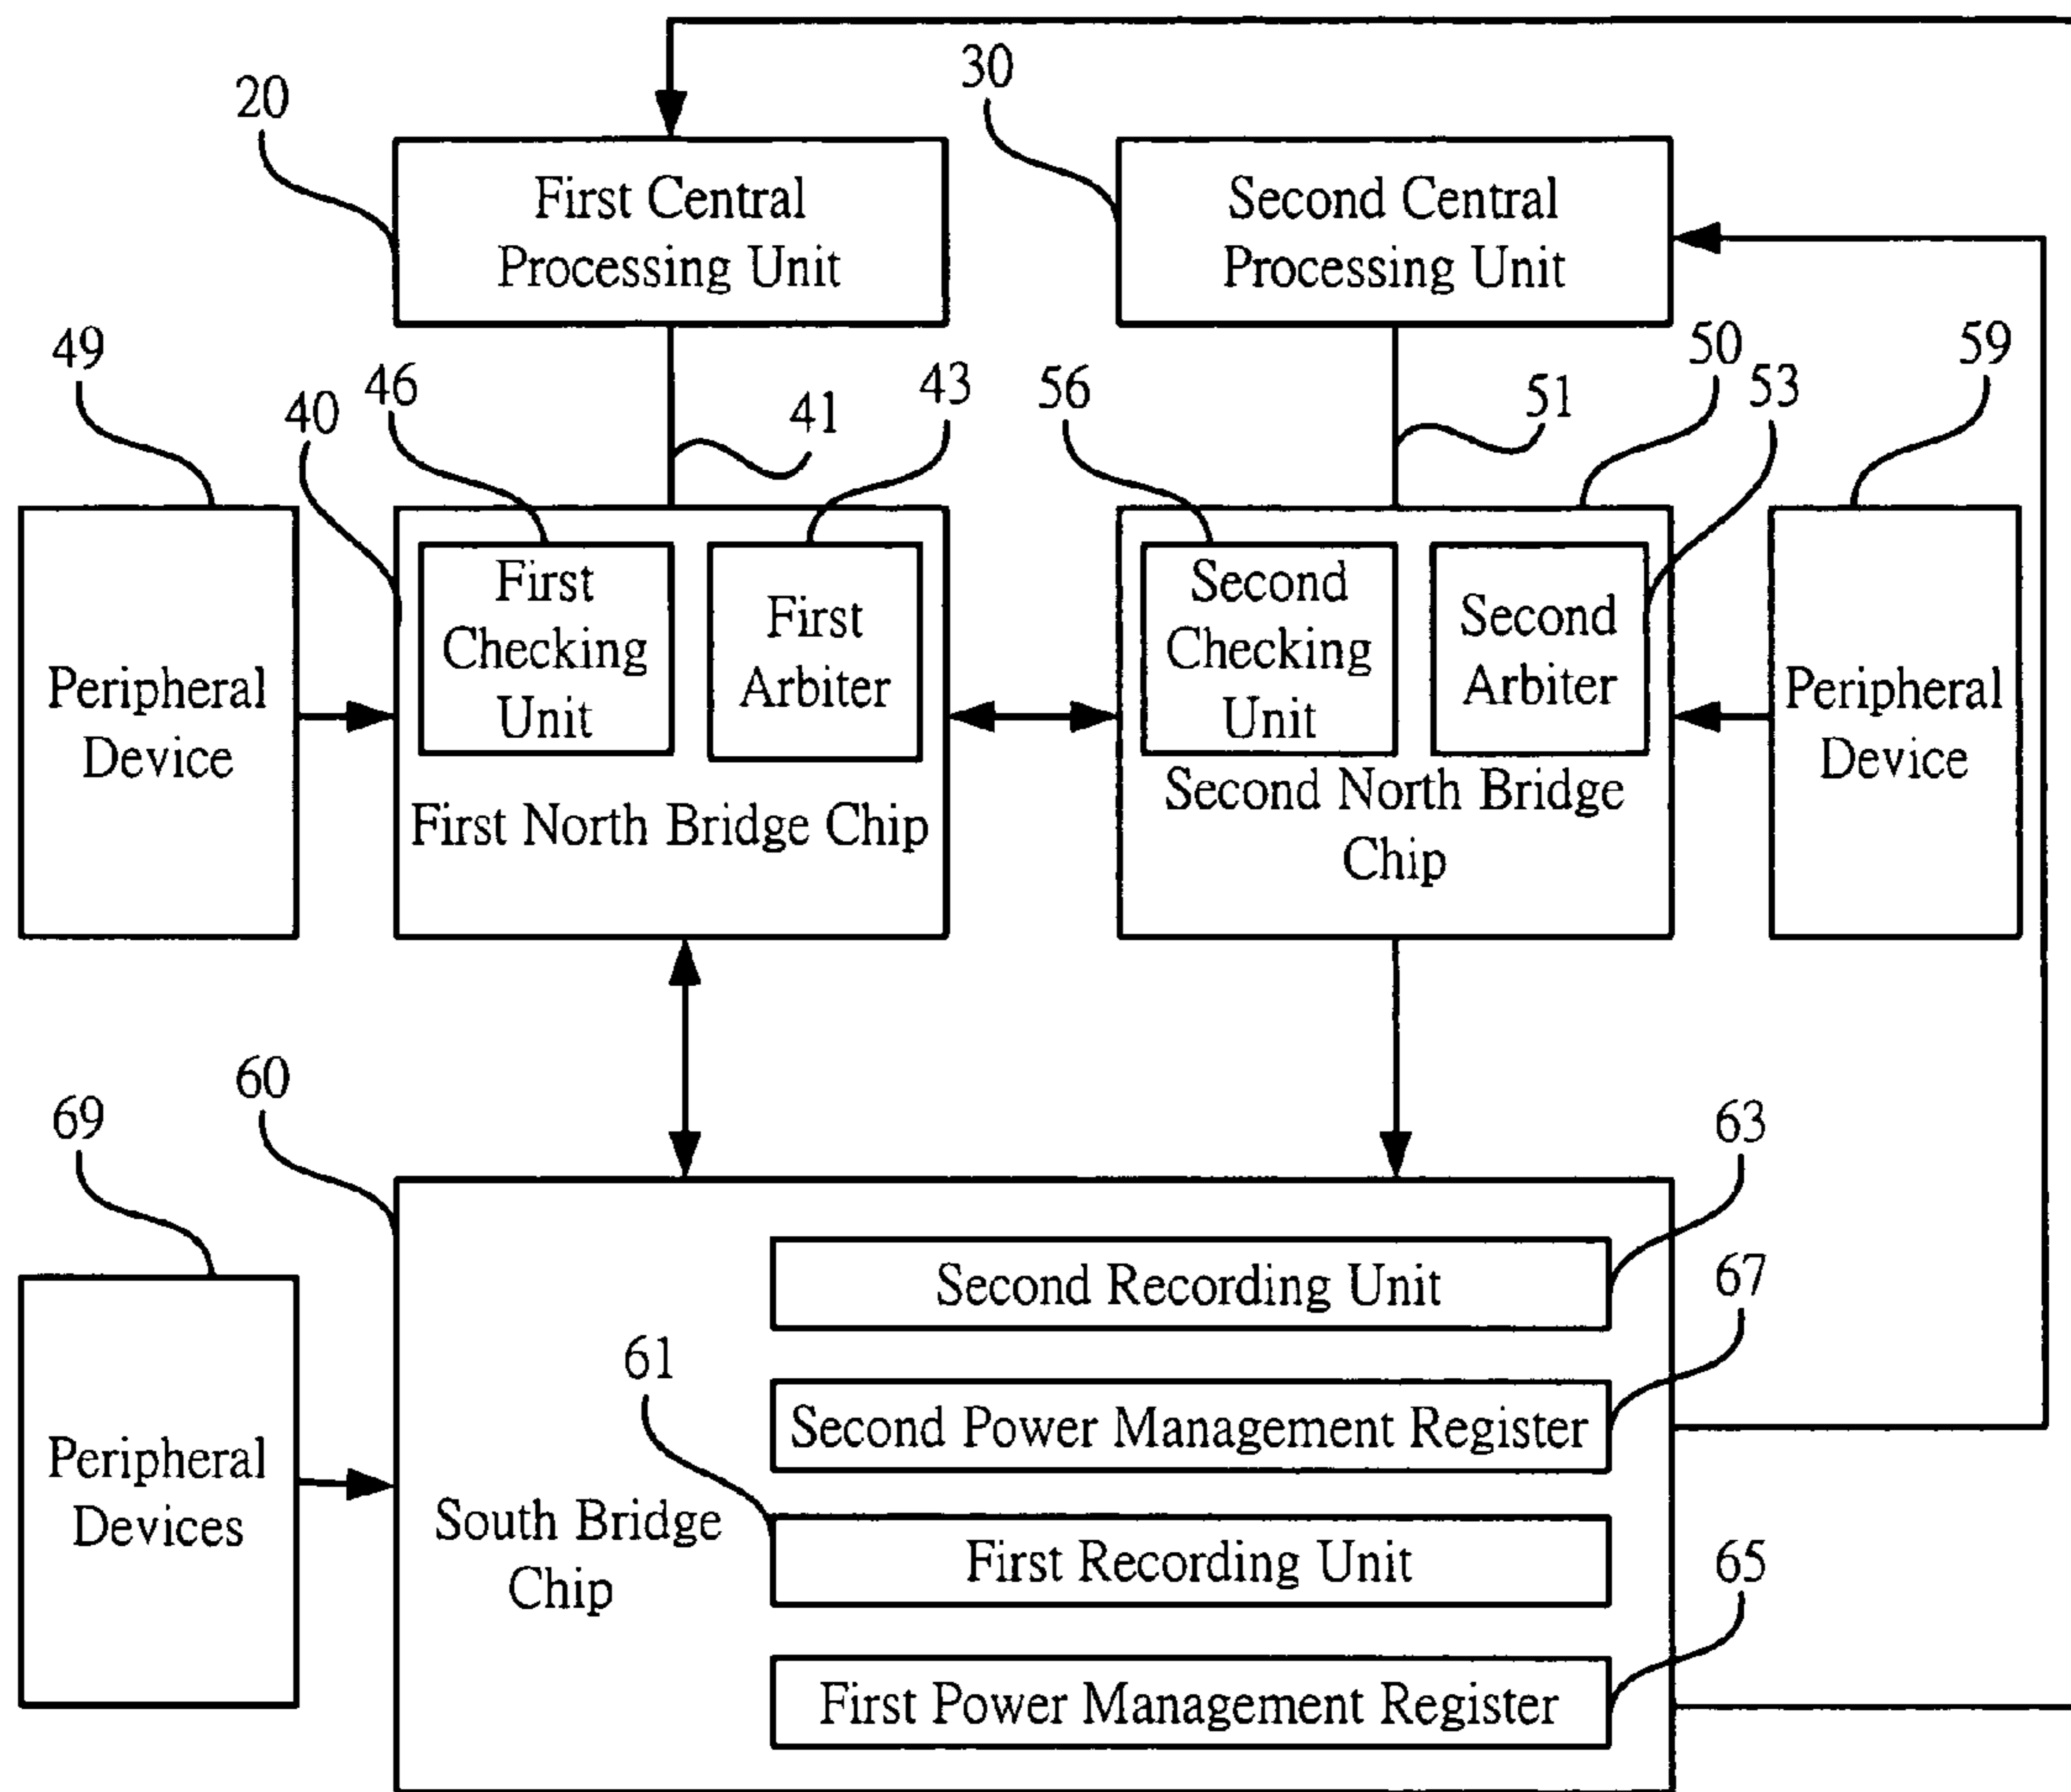 20
30
First Central
Processing Unit
Second Central
Processing Unit
49
40
46
41
43
56
51
50
53
59
Peripheral
Device
First
Checking
Unit
First
Arbiter
First North Bridge Chip
Second
Checking
Unit
Second
Arbiter
Second North Bridge
Chip
Peripheral
Device
60
69
63
67
61
65
Peripheral
Devices
South Bridge
Chip
Second Recording Unit
Second Power Management Register
First Recording Unit
First Power Management Register